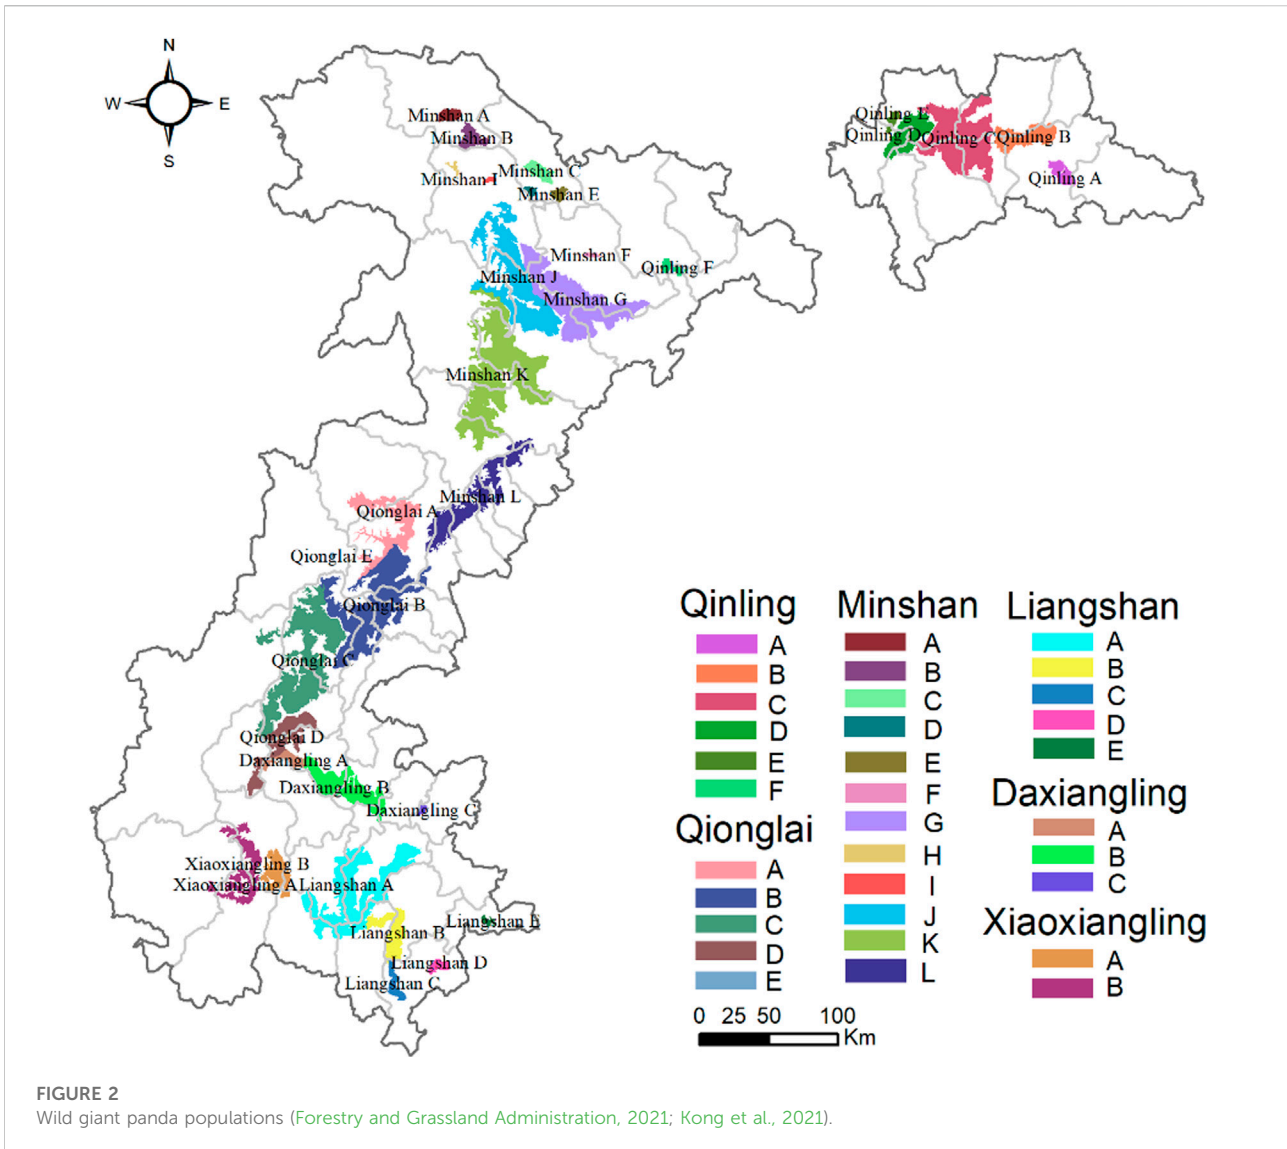 N
W
E
S
Minshan A
Minshan B
Minshan C
Minshan I
Minshan E
Minshan F
Qinling F
Minshan J
Minshan G
Minshan K
Minshan L
Qionglai A
Qionglai E
Qionglai B
Qionglai C
Qionglai D
Daxiangling A
Daxiangling B
Daxiangling C
Xiaoxiangling B
Xiaoxiangling A
Liangshan A
Liangshan B
Liangshan E
Liangshan D
Liangshan C
Qinling E
Qinling D
Qinling C
Qinling B
Qinling A
Qinling
A
B
C
D
E
F
Qionglai
A
B
C
D
E
Minshan
A
B
C
D
E
F
G
H
I
J
K
L
Liangshan
A
B
C
D
E
Daxiangling
A
B
C
Xiaoxiangling
A
B
0 25 50 100
Km
FIGURE 2
Wild giant panda populations (Forestry and Grassland Administration, 2021; Kong et al., 2021).